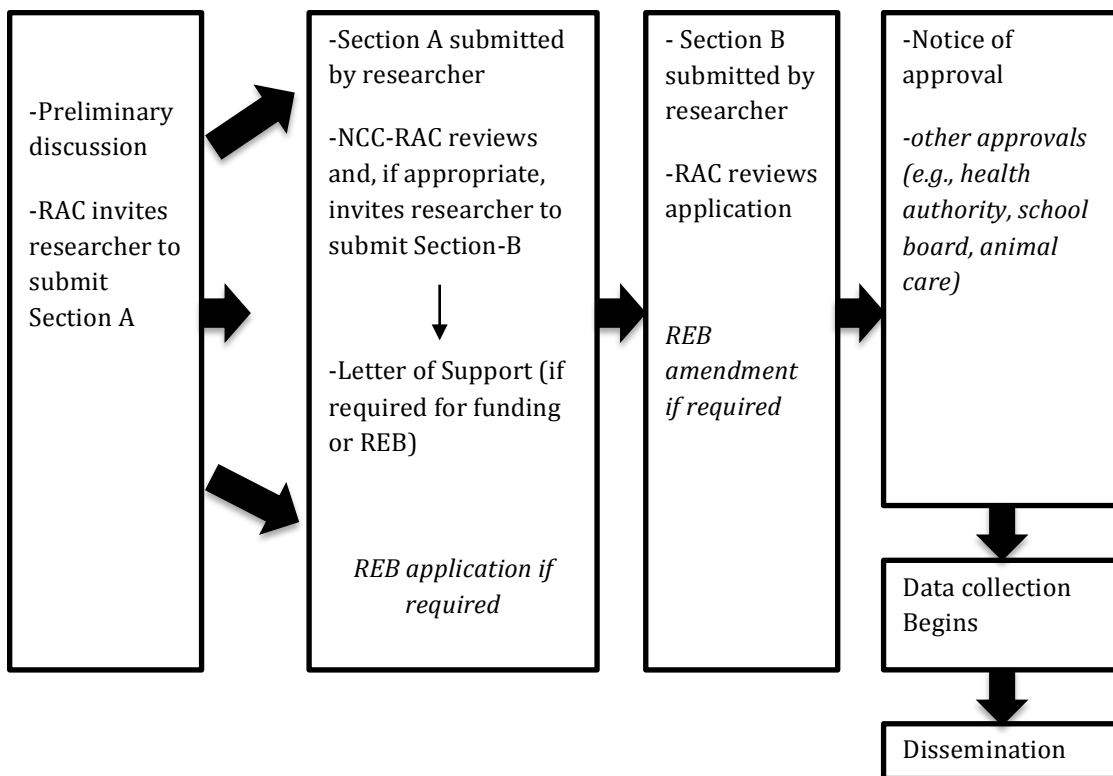 -Preliminary
discussion
-RAC invites
researcher to
submit
Section A
-Section A submitted
by researcher
-NCC-RAC reviews
and, if appropriate,
invites researcher to
submit Section-B
-Letter of Support (if
required for funding
or REB)
REB application if
required
- Section B
submitted by
researcher
-RAC reviews
application
REB
amendment
if required
-Notice of
approval
-other approvals
(e.g., health
authority, school
board, animal
care)
Data collection
Begins
Dissemination